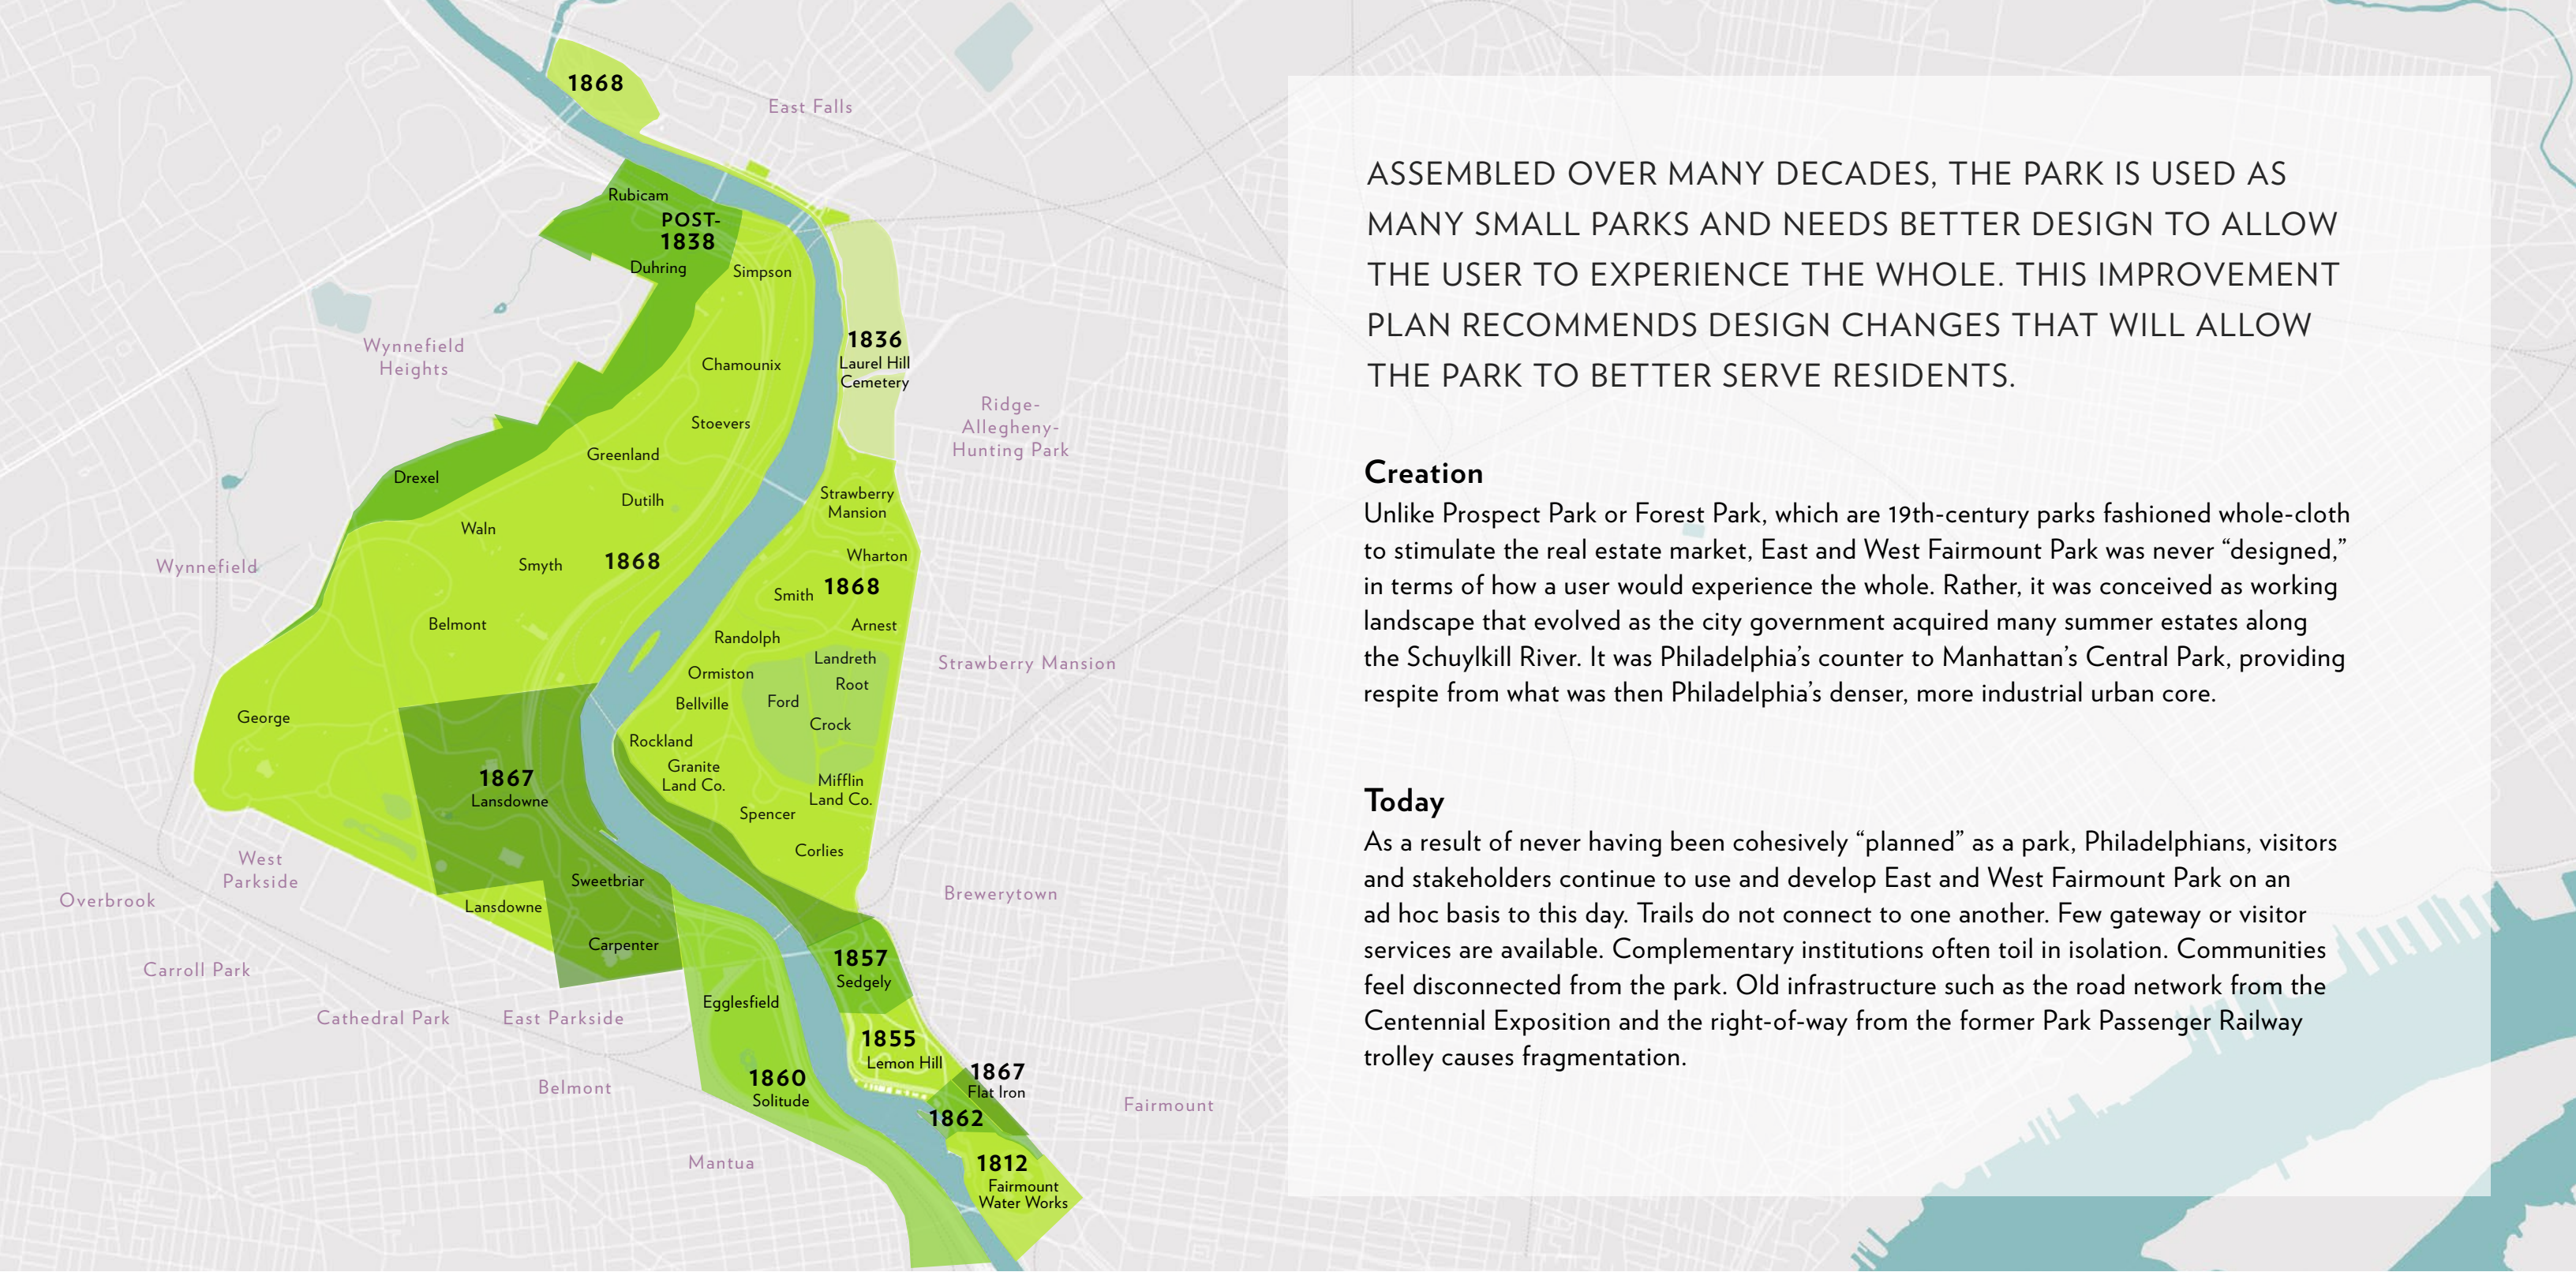 1868
East Falls
Rubicam
POST-
1838
Duhring
Simpson
1836
Laurel Hill
Cemetery
Wynnefield
Heights
Chamounix
Ridge-
Allegheny-
Hunting Park
Stoevers
Greenland
Drexel
Dutilh
Strawberry
Mansion
Waln
Smyth
1868
Wharton
Wynnefield
Smith
1868
Belmont
Arnest
Randolph
Landreth
Strawberry Mansion
Ormiston
Root
Bellville
Ford
George
Crock
Rockland
Granite
Land Co.
1867
Lansdowne
Mifflin
Land Co.
Spencer
Corlies
West
Parkside
Sweetbriar
Overbrook
Lansdowne
Brewerytown
Carpenter
1857
Sedgely
Carroll Park
Egglesfield
Cathedral Park
East Parkside
1855
Lemon Hill
1867
Flat Iron
1860
Solitude
Belmont
1862
Fairmount
Mantua
1812
Fairmount
Water Works
ASSEMBLED OVER MANY DECADES, THE PARK IS USED AS
MANY SMALL PARKS AND NEEDS BETTER DESIGN TO ALLOW
THE USER TO EXPERIENCE THE WHOLE. THIS IMPROVEMENT
PLAN RECOMMENDS DESIGN CHANGES THAT WILL ALLOW
THE PARK TO BETTER SERVE RESIDENTS.
Creation
Unlike Prospect Park or Forest Park, which are 19th-century parks fashioned whole-cloth
to stimulate the real estate market, East and West Fairmount Park was never “designed,”
in terms of how a user would experience the whole. Rather, it was conceived as working
landscape that evolved as the city government acquired many summer estates along
the Schuylkill River. It was Philadelphia’s counter to Manhattan’s Central Park, providing
respite from what was then Philadelphia’s denser, more industrial urban core.
Today
As a result of never having been cohesively “planned” as a park, Philadelphians, visitors
and stakeholders continue to use and develop East and West Fairmount Park on an
ad hoc basis to this day. Trails do not connect to one another. Few gateway or visitor
services are available. Complementary institutions often toil in isolation. Communities
feel disconnected from the park. Old infrastructure such as the road network from the
Centennial Exposition and the right-of-way from the former Park Passenger Railway
trolley causes fragmentation.